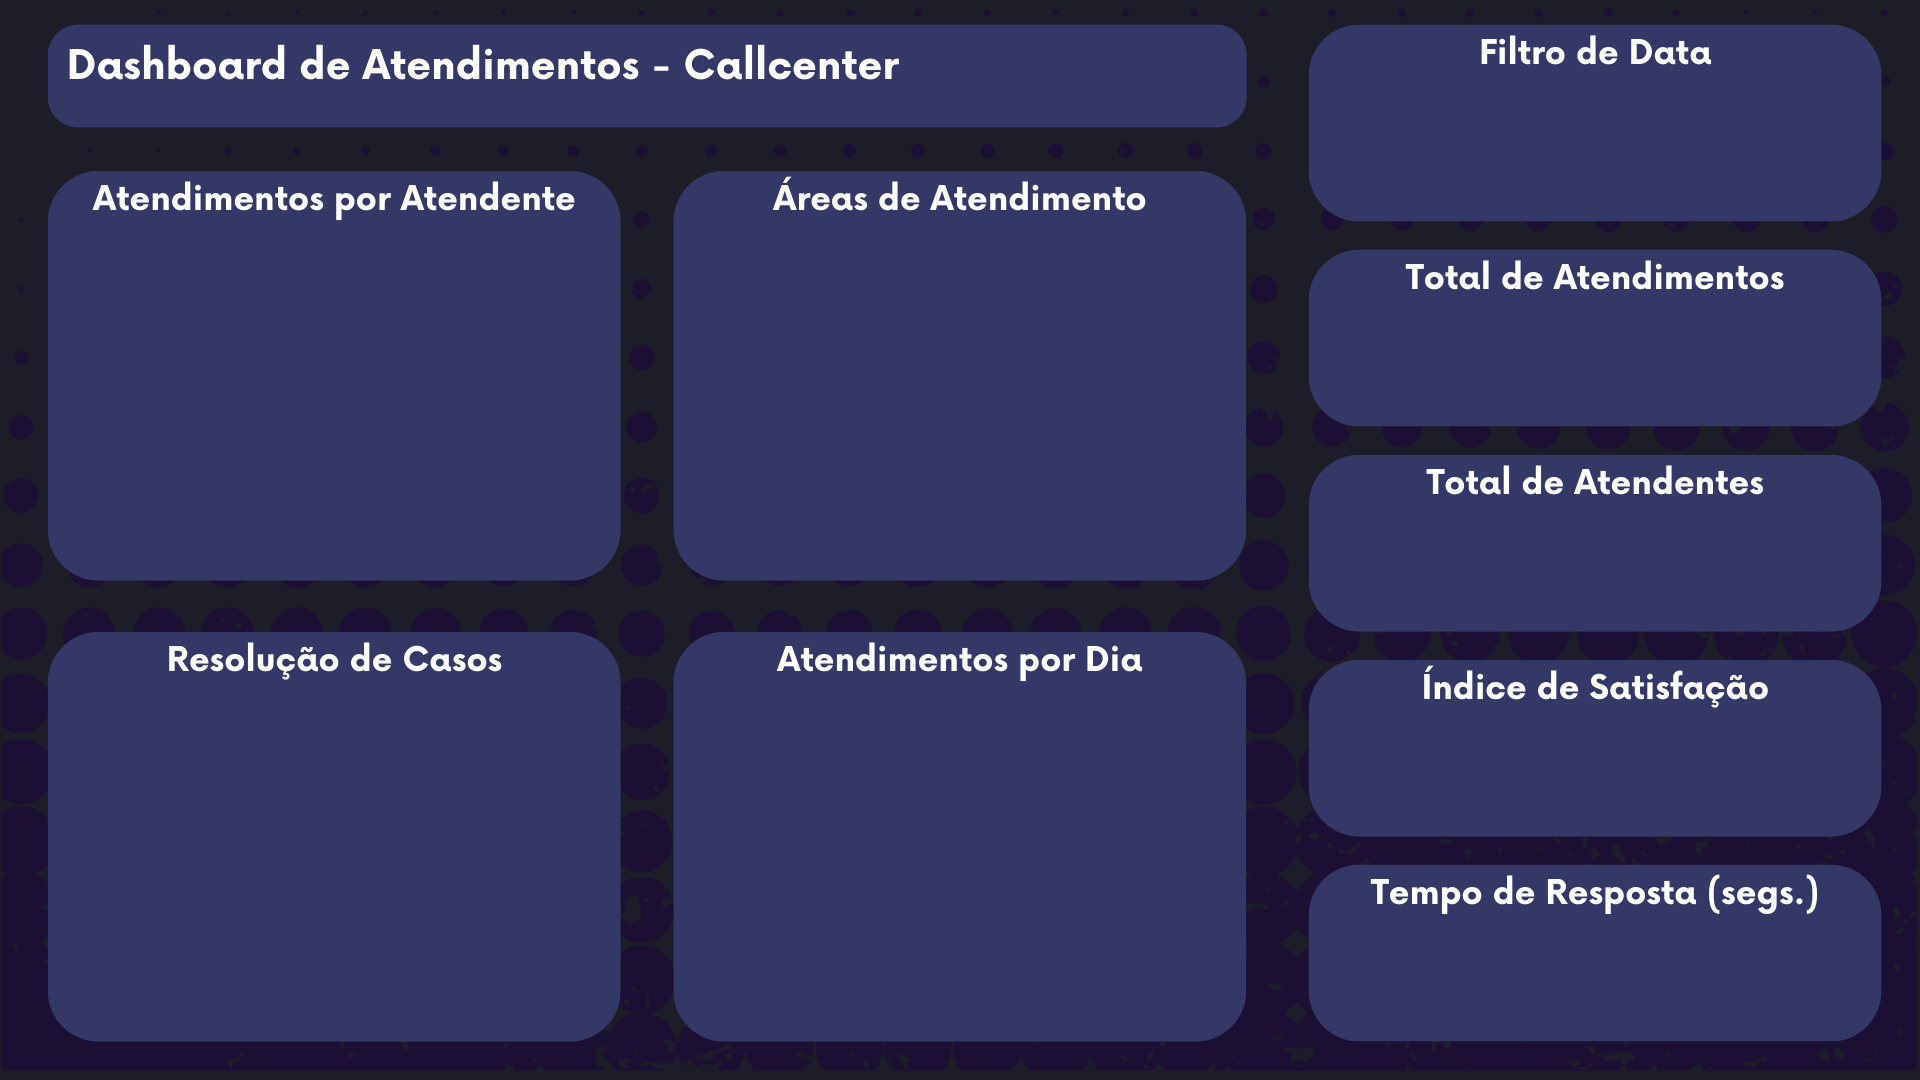 Dashboard de Atendimentos - Callcenter
Filtro de Data
Atendimentos por Atendente
Áreas de Atendimento
Total de Atendimentos
Total de Atendentes
Resolução de Casos
Atendimentos por Dia
Índice de Satisfação
Tempo de Resposta (segs.)